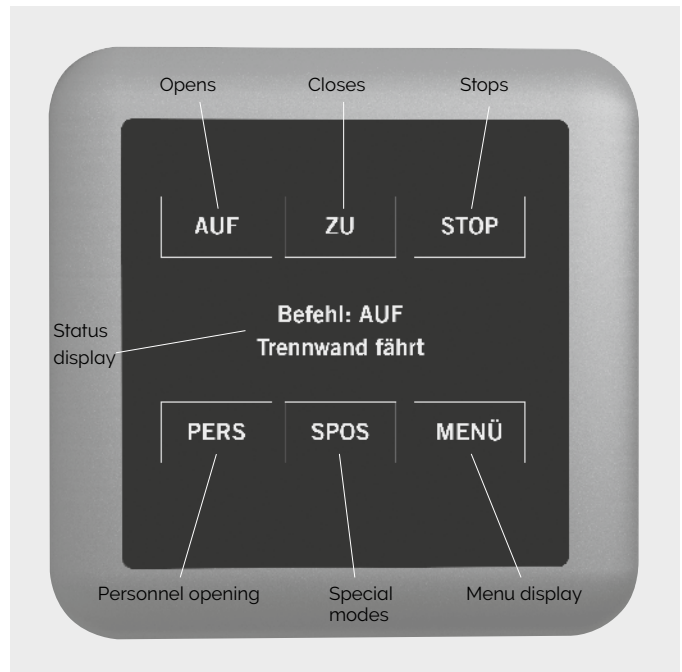 Opens Closes Stops
AUF ZU STOP
Befehl: AUF
Trennwand fährt
Status
display
PERS SPOS MENÜ
Personnel opening Special modes Menu display